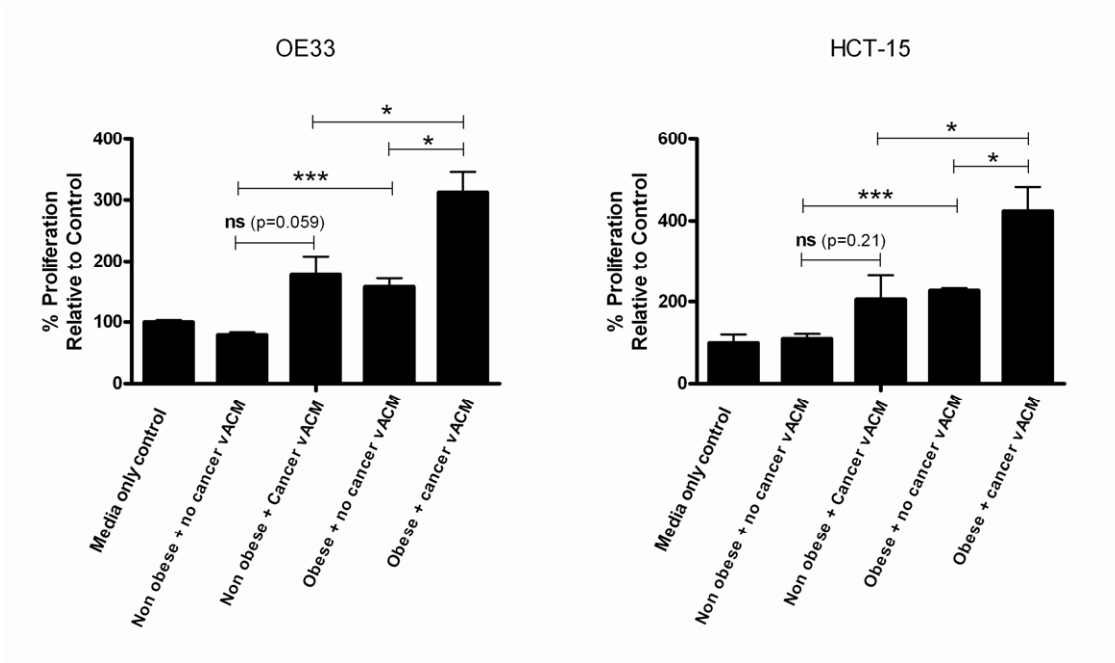 OE33
% Proliferation
Relative to Control
400
300
200
100
0
*
*
***
ns (p=0.059)
Media only control
Non obese + no cancer vACM
Non obese + Cancer vACM
Obese + no cancer vACM
Obese + cancer vACM
HCT-15
% Proliferation
Relative to Control
600
400
200
0
*
*
***
ns (p=0.21)
Media only control
Non obese + no cancer vACM
Non obese + Cancer vACM
Obese + no cancer vACM
Obese + cancer vACM